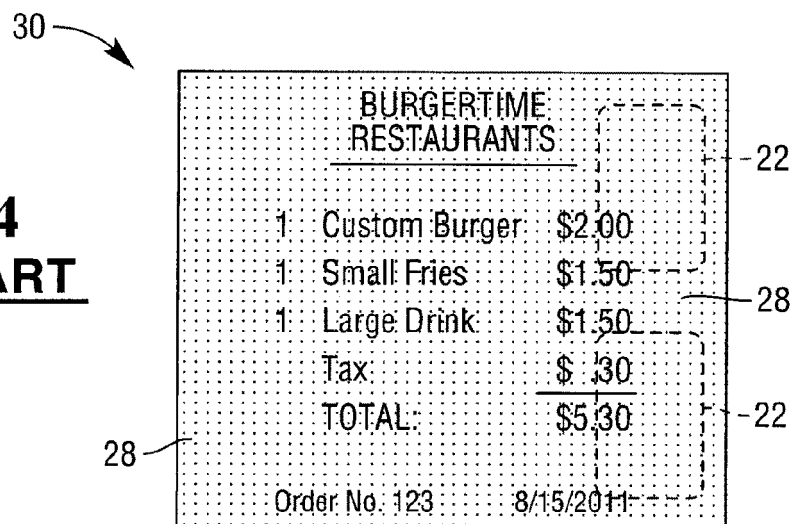 30
BURGERTIME
RESTAURANTS
22
4
ART
1 Custom Burger $2.00
1 Small Fries $1.50
28
1 Large Drink $1.50
Tax $ .30
TOTAL: $5.30
22
28
Order No. 123 8/15/2011